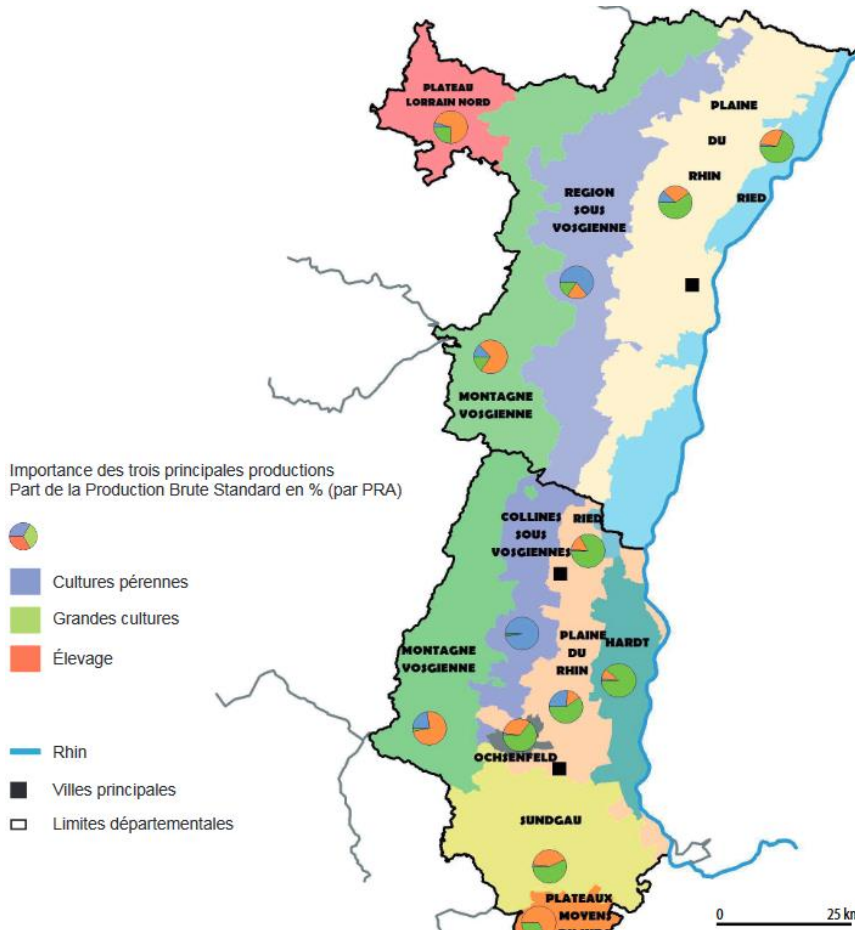 PLATEAU
LORRAIN NORD
PLAINE
DU
RHIN
RIED
REGION
SOUS
VOSGIENNE
MONTAGNE
VOSGIENNE
Importance des trois principales productions
Part de la Production Brute Standard en % (par PRA)
Cultures pérennes
Grandes cultures
Élevage
Rhin
Villes principales
Limites départementales
COLLINES
SOUS
VOSGIENNES
RIED
MONTAGNE
VOSGIENNE
PLAINE
DU
RHIN
HARDT
OCHSENFELD
SUNDGAU
PLATEAUX
MOYENS
0 25 km